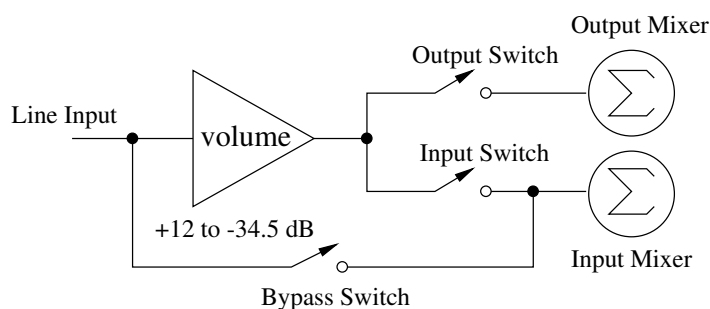 Output Mixer
Output Switch
Line Input
volume
Input Switch
+12 to -34.5 dB
Input Mixer
Bypass Switch